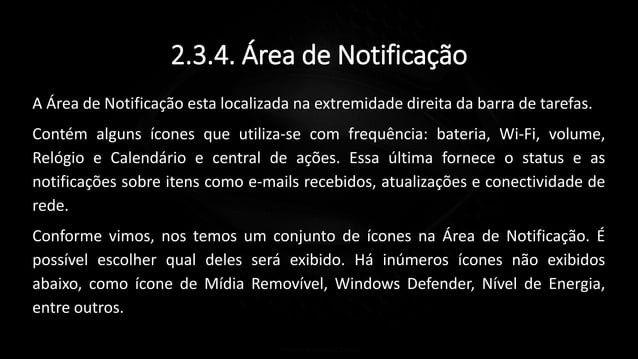 2.3.4. Área de Notificação
A Área de Notificação esta localizada na extremidade direita da barra de tarefas.
Contém alguns ícones que utiliza-se com frequência: bateria, Wi-Fi, volume,
Relógio e Calendário e central de ações. Essa última fornece o status e as
notificações sobre itens como e-mails recebidos, atualizações e conectividade de
rede.
Conforme vimos, nos temos um conjunto de ícones na Área de Notificação. É
possível escolher qual deles será exibido. Há inúmeros ícones não exibidos
abaixo, como ícone de Mídia Removível, Windows Defender, Nível de Energia,
entre outros.